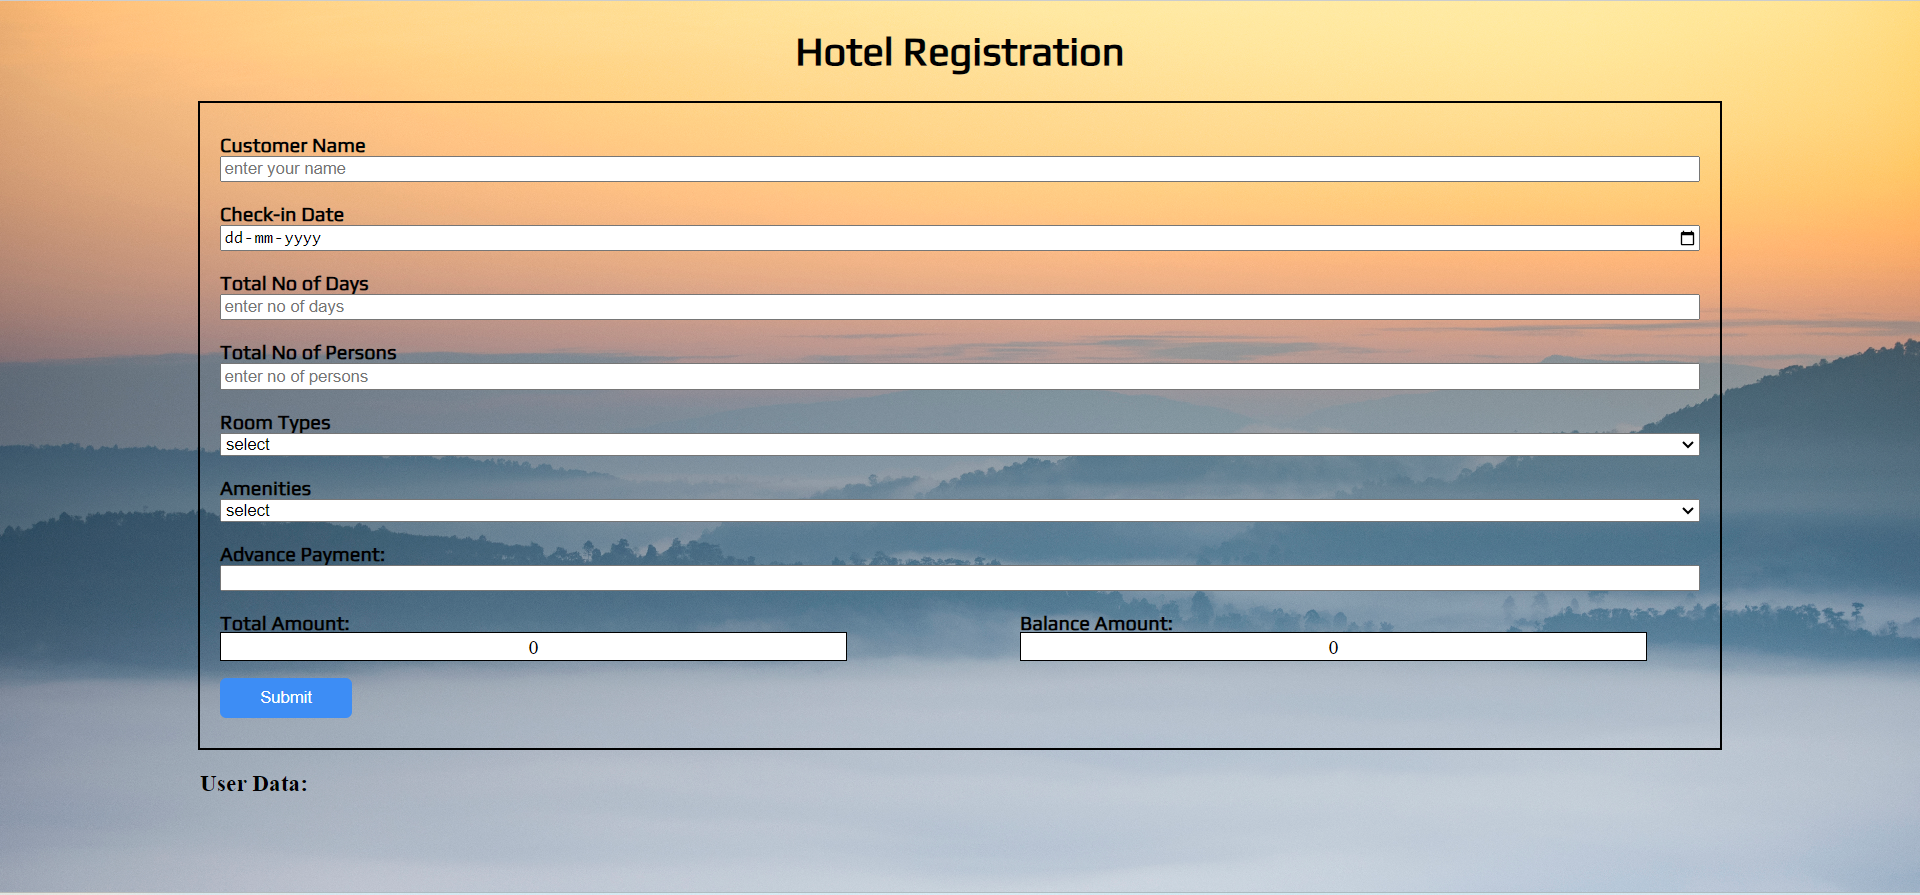 Hotel Registration
Customer Name
enter your name
Check-in Date
dd-mm-yyyy
Total No of Days
enter no of days
Total No of Persons
enter no of persons
Room Types
select
Amenities
select
Advance Payment:
Total Amount: Balance Amount:
0 0
Submit
User Data: